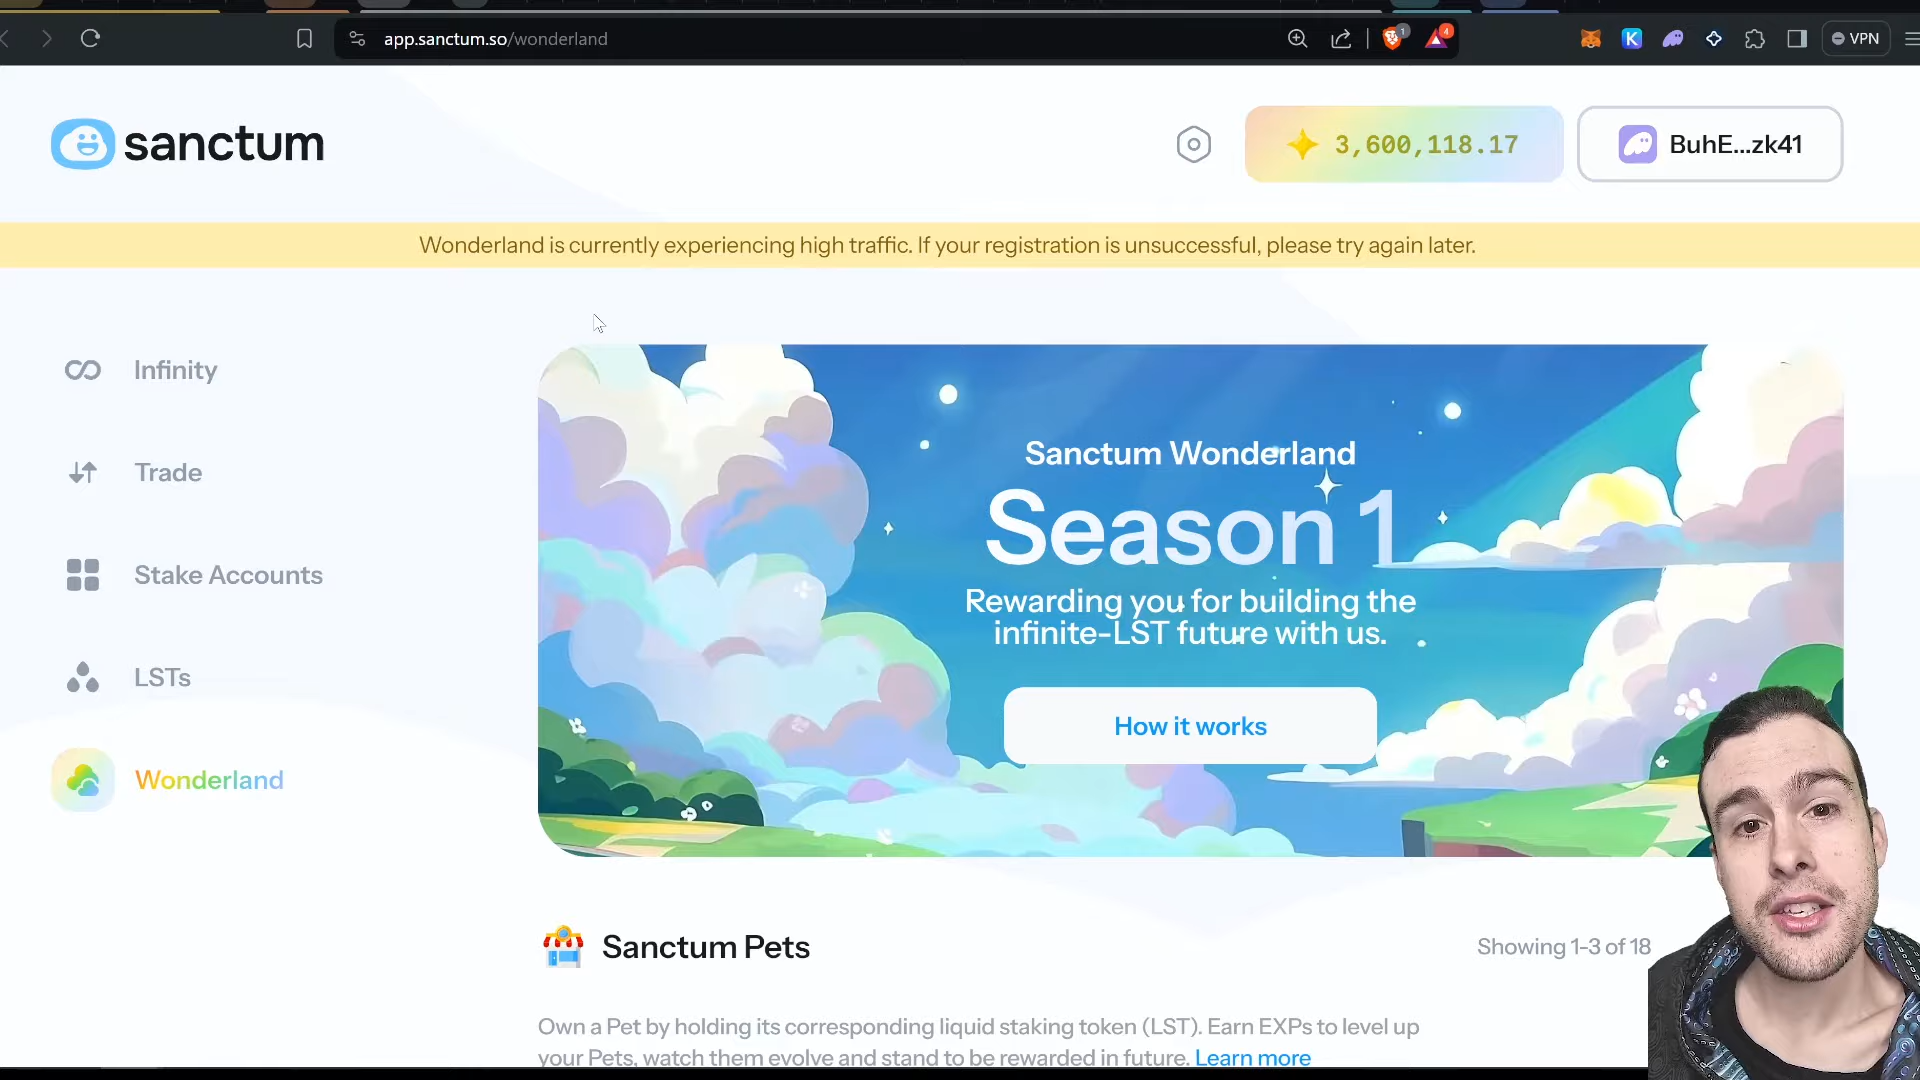 app.sanctum.so/wonderland
1
4
VPN
sanctum
3,600,118.17
BuhE...zk41
Wonderland is currently experiencing high traffic. If your registration is unsuccessful, please try again later.
Infinity
Trade
Stake Accounts
LSTs
Wonderland
Sanctum Wonderland
Season 1
Rewarding you for building the
infinite-LST future with us.
How it works
Sanctum Pets
Showing 1-3 of 18
Own a Pet by holding its corresponding liquid staking token (LST). Earn EXPs to level up
your Pets, watch them evolve and stand to be rewarded in future. Learn more